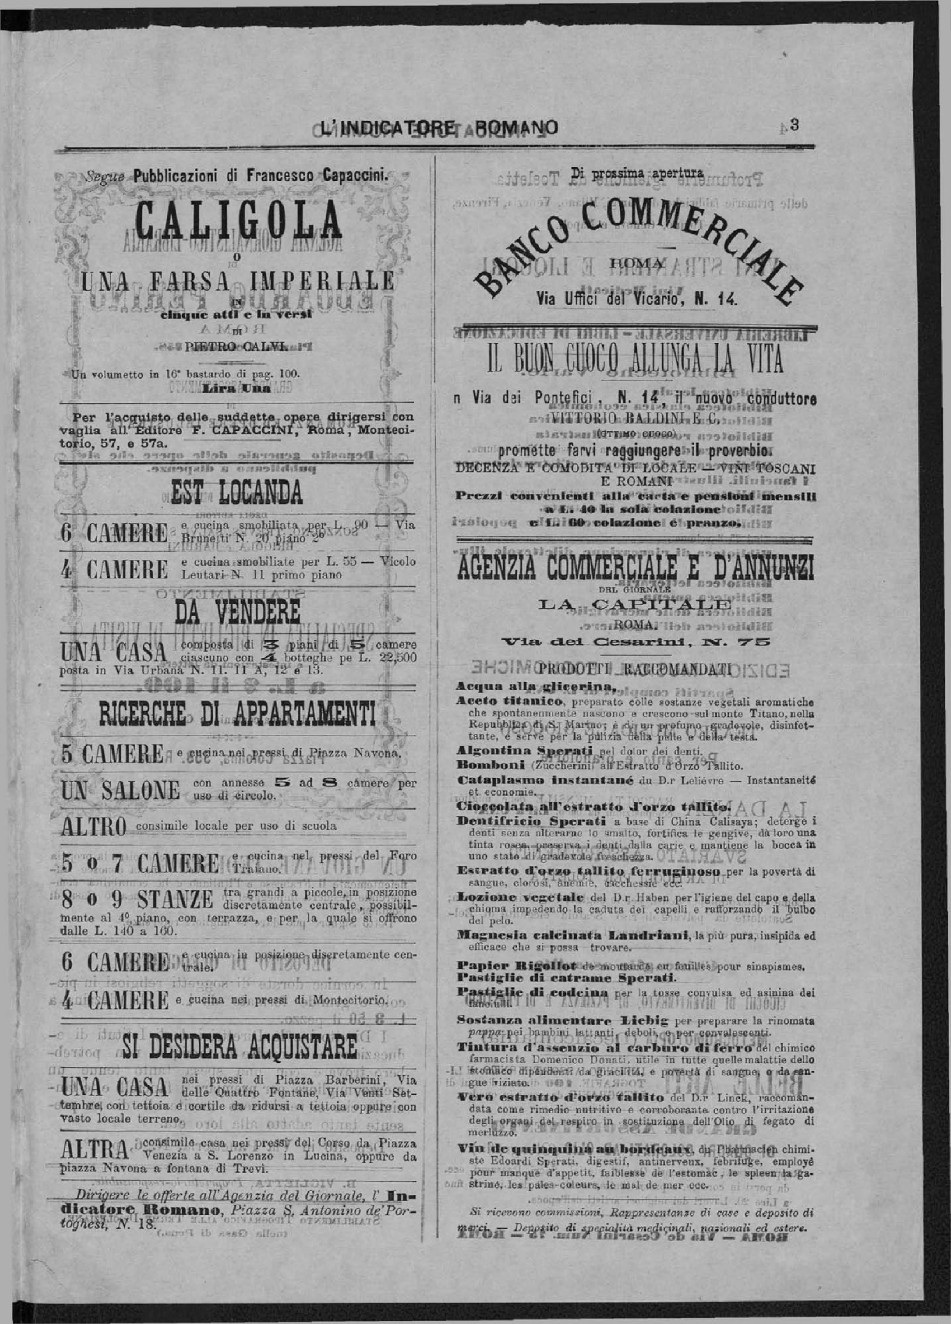 L'INDICATORE ROMANO
3
Segue Pubblicazioni di Francesco Capaccini.
CALIGOLA
O
UNA FARSA IMPERIALE
IN
cinque atti e in versi
DI
PIETRO CALVI.
Un volumetto in 16° bastardo di pag. 100.
Lira Una
Per l'acquisto delle suddette opere dirigersi con
vaglia all'Editore F. CAPACCINI, Roma, Monteci-
torio, 57, e 57a.
EST LOCANDA
6 CAMERE e cucina smobiliata per L. 90 — Via
Brunetti N. 20 piano 2°
4 CAMERE e cucina smobiliate per L. 55 — Vicolo
Leutari N. 11 primo piano
DA VENDERE
UNA CASA composta di 3 piani di 5 camere
ciascuno con 4 botteghe pe L. 22,500
posta in Via Urbana N. 11. 11 A, 12 e 13.
RICERCHE DI APPARTAMENTI
5 CAMERE e cucina nei pressi di Piazza Navona.
UN SALONE con annesse 5 ad 8 camere per
uso di circolo.
ALTRO consimile locale per uso di scuola
5 o 7 CAMERE e cucina nei pressi del Foro
Traiano.
8 o 9 STANZE tra grandi a piccole, in posizione
discretamente centrale, possibil-
mente al 4° piano, con terrazza, e per la quale si offrono
dalle L. 140 a 160.
6 CAMERE e cucina in posizione discretamente cen-
trale.
4 CAMERE e cucina nei pressi di Montecitorio.
SI DESIDERA ACQUISTARE
UNA CASA nei pressi di Piazza Barberini, Via
delle Quattro Fontane, Via Venti Set-
tembre, con tettoia e cortile da ridursi a tettoia oppure con
vasto locale terreno.
ALTRA consimile casa nei pressi del Corso da Piazza
Venezia a S. Lorenzo in Lucina, oppure da
piazza Navona a fontana di Trevi.
Dirigere le offerte all'Agenzia del Giornale, l'In-
dicatore Romano, Piazza S. Antonino de' Por-
toghesi, N. 18.
Di prossima apertura
BANCO COMMERCIALE
ROMA
Via Uffici del Vicario, N. 14.
IL BUON CUOCO ALLUNGA LA VITA
n Via dei Pontefici, N. 14, il nuovo conduttore
VITTORIO BALDINI E C.
(OTTIMO CUOCO)
promette farvi raggiungere il proverbio.
DECENZA E COMODITA' DI LOCALE — VINI TOSCANI
E ROMANI
Prezzi convenienti alla carta e pensioni mensili
a L. 40 la sola colazione
e L. 60 colazione e pranzo.
AGENZIA COMMERCIALE E D'ANNUNZI
DEL GIORNALE
LA CAPITALE
ROMA.
Via dei Cesarini, N. 75
PRODOTTI RACCOMANDATI
Acqua alla glicerina.
Aceto titanico, preparato colle sostanze vegetali aromatiche
che spontaneamente nascono e crescono sul monte Titano, nella
Repubblica di S. Marino; è di un profumo gradevole, disinfet-
tante, e serve per la pulizia della pelle e della testa.
Algontina Sperati pel dolor dei denti.
Bomboni (Zuccherini) all'Estratto d'Orzo Tallito.
Cataplasmo instantané du D.r Lelièvre — Instantaneité
et economie.
Cioccolata all'estratto d'orzo tallito.
Dentifricio Sperati a base di China Calisaya; deterge i
denti senza alterarne lo smalto, fortifica le gengive, dà loro una
tinta rosea, preserva i denti dalla carie e mantiene la bocca in
uno stato di gradevole freschezza.
Estratto d'orzo tallito ferruginoso per la povertà di
sangue, clorosi, anemie, cacchessie ecc.
Lozione vegetale del D.r Haben per l'igiene del capo e della
chioma impedendo la caduta dei capelli e rafforzando il bulbo
del pelo.
Magnesia calcinata Landriani, la più pura, insipida ed
efficace che si possa trovare.
Papier Rigollot de moutarde en fouilles pour sinapismes.
Pastiglie di catrame Sperati.
Pastiglie di codeina per la tosse convulsa ed asinina dei
fanciulli.
Sostanza alimentare Liebig per preparare la rinomata
pappa pei bambini lattanti, deboli, o per convalescenti.
Tintura d'assenzio al carburo di ferro del chimico
farmacista Domenico Donati, utile in tutte quelle malattie dello
stomaco dipendenti da gracilità, e povertà di sangue, o da san-
gue viziato.
Vero estratto d'orzo tallito del D.r Linck, raccoman-
data come rimedio nutritivo e corroborante contro l'irritazione
degli organi del respiro in sostituzione dell'Olio di fegato di
merluzzo.
Vin de quinquina au bordeaux, du Pharmacien chimi-
ste Edoardi Sperati, digestif, antinerveux, febrifuge, employé
pour manque d'appetit, faiblesse de l'estomac, le spleen la ga-
strine, les pales-coleurs, le mal de mer ecc.
Si ricevono commissioni, Rappresentanze di case e deposito di
merci. — Deposito di specialità medicinali, nazionali ed estere.